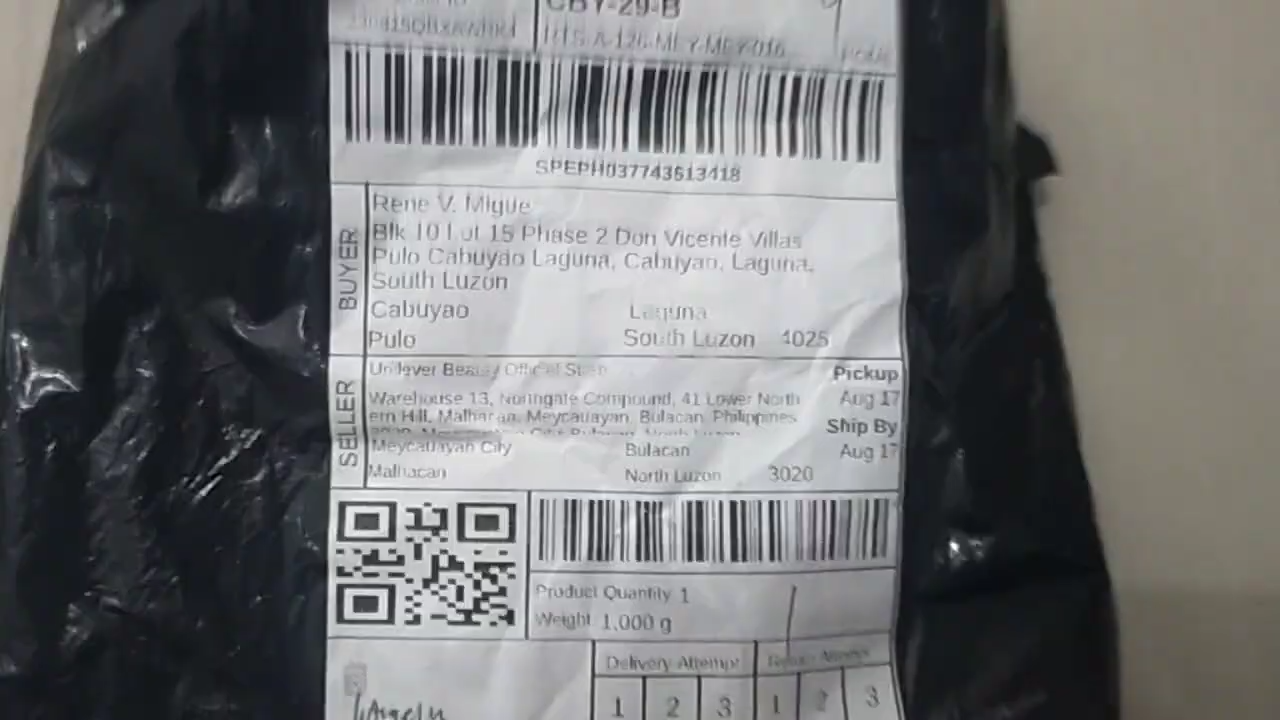 CBY-29-B
SPEPH037743613418
BUYER
Rene V. Migue
Blk 10 Lot 15 Phase 2 Don Vicente Villas
Pulo Cabuyao Laguna, Cabuyao, Laguna,
South Luzon
Cabuyao Laguna
Pulo South Luzon 4025
SELLER
Unilever Beauty Official Store
Pickup
Warehouse 13, Northgate Compound, 41 Lower North
Aug 17
ern Hill, Malhacan, Meycauayan, Bulacan, Philippines
Ship By
Meycauayan City Bulacan
Aug 17
Malhacan North Luzon 3020
Product Quantity 1
Weight 1,000 g
Delivery Attempt Return Attempt
1 2 3 1 2 3